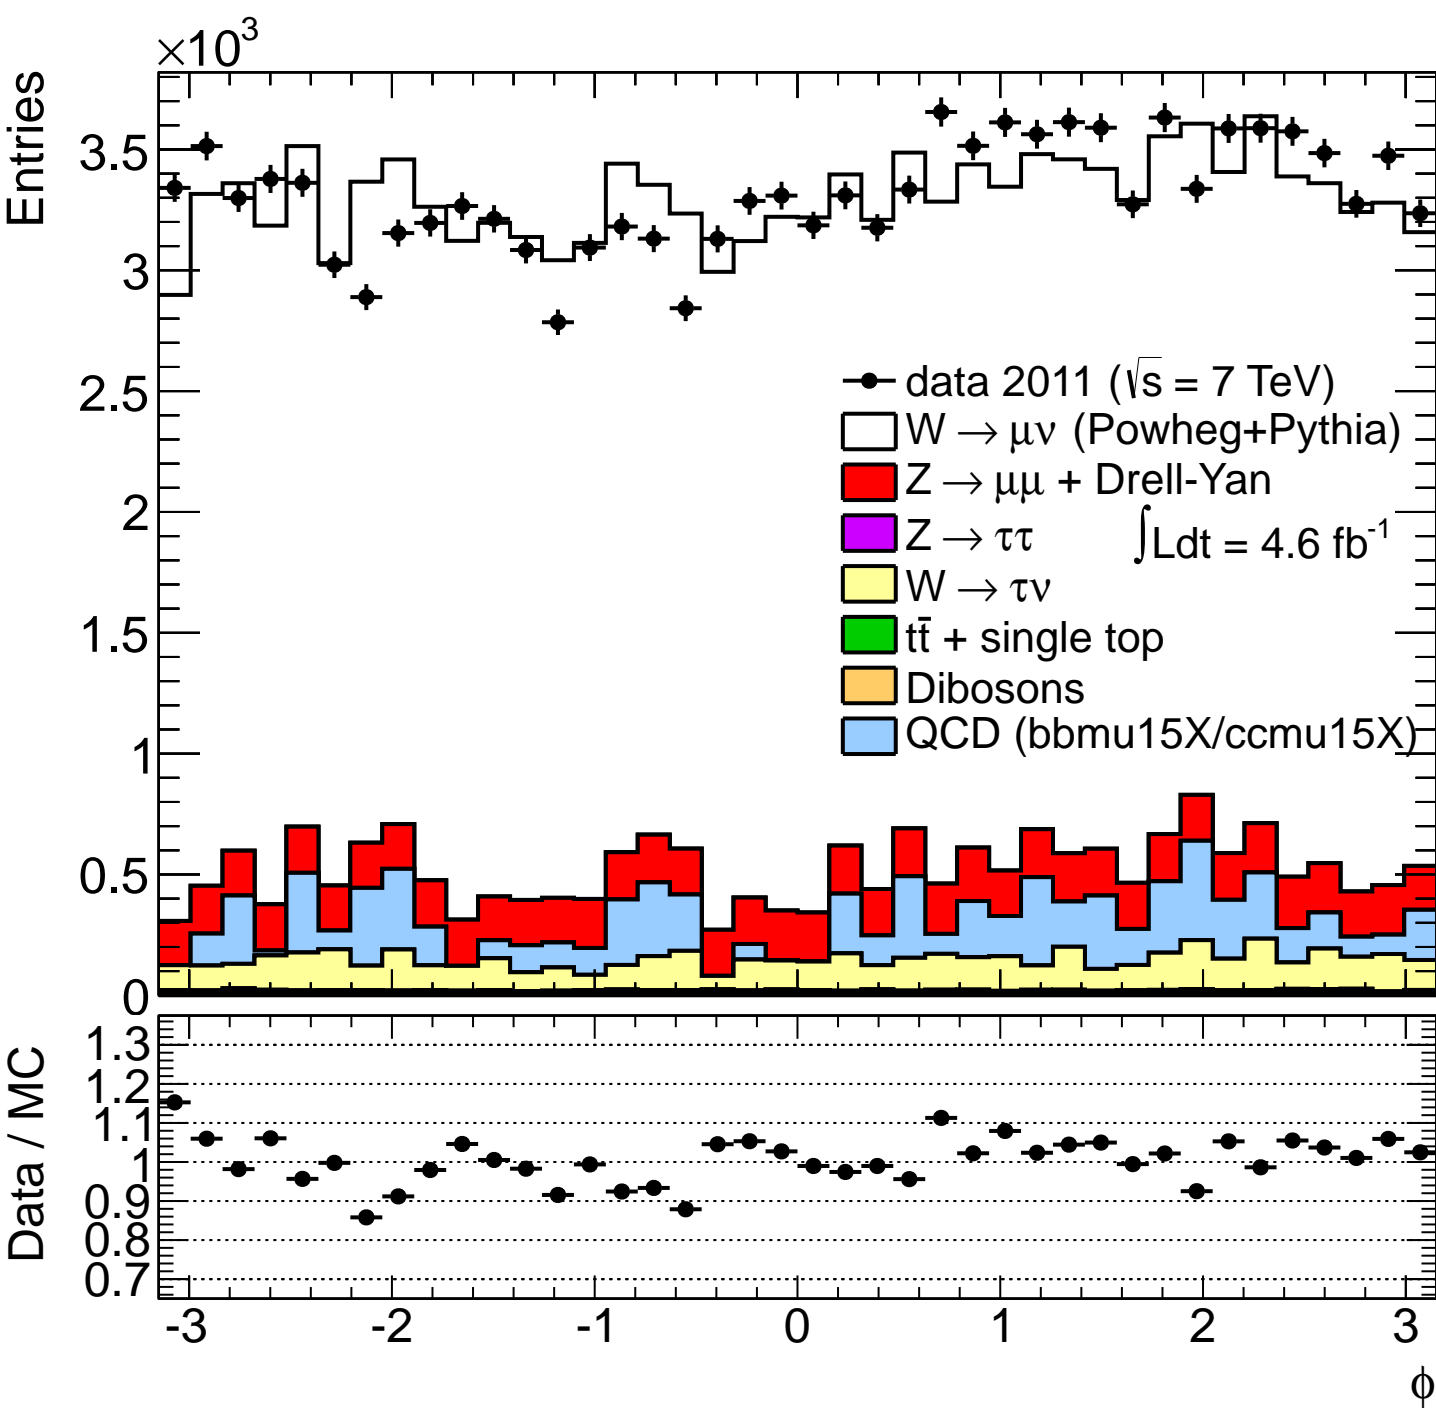 ×10³
Entries
3.5
3
2.5
2
1.5
1
0.5
0
data 2011 (√s = 7 TeV)
W → μν (Powheg+Pythia)
Z → μμ + Drell-Yan
Z → ττ
∫Ldt = 4.6 fb⁻¹
W → τν
tt̄ + single top
Dibosons
QCD (bbmu15X/ccmu15X)
Data / MC
1.3
1.2
1.1
1
0.9
0.8
0.7
-3 -2 -1 0 1 2 3
ϕ